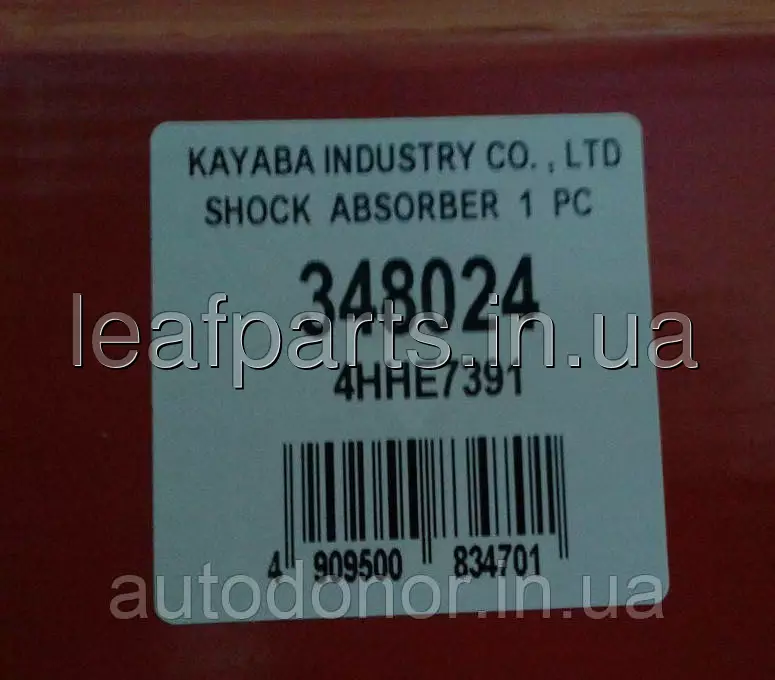 KAYABA INDUSTRY CO. , LTD
SHOCK ABSORBER 1 PC
348024
leafparts.in.ua
4HHE7391
4 909500 834701
autodonor.in.ua